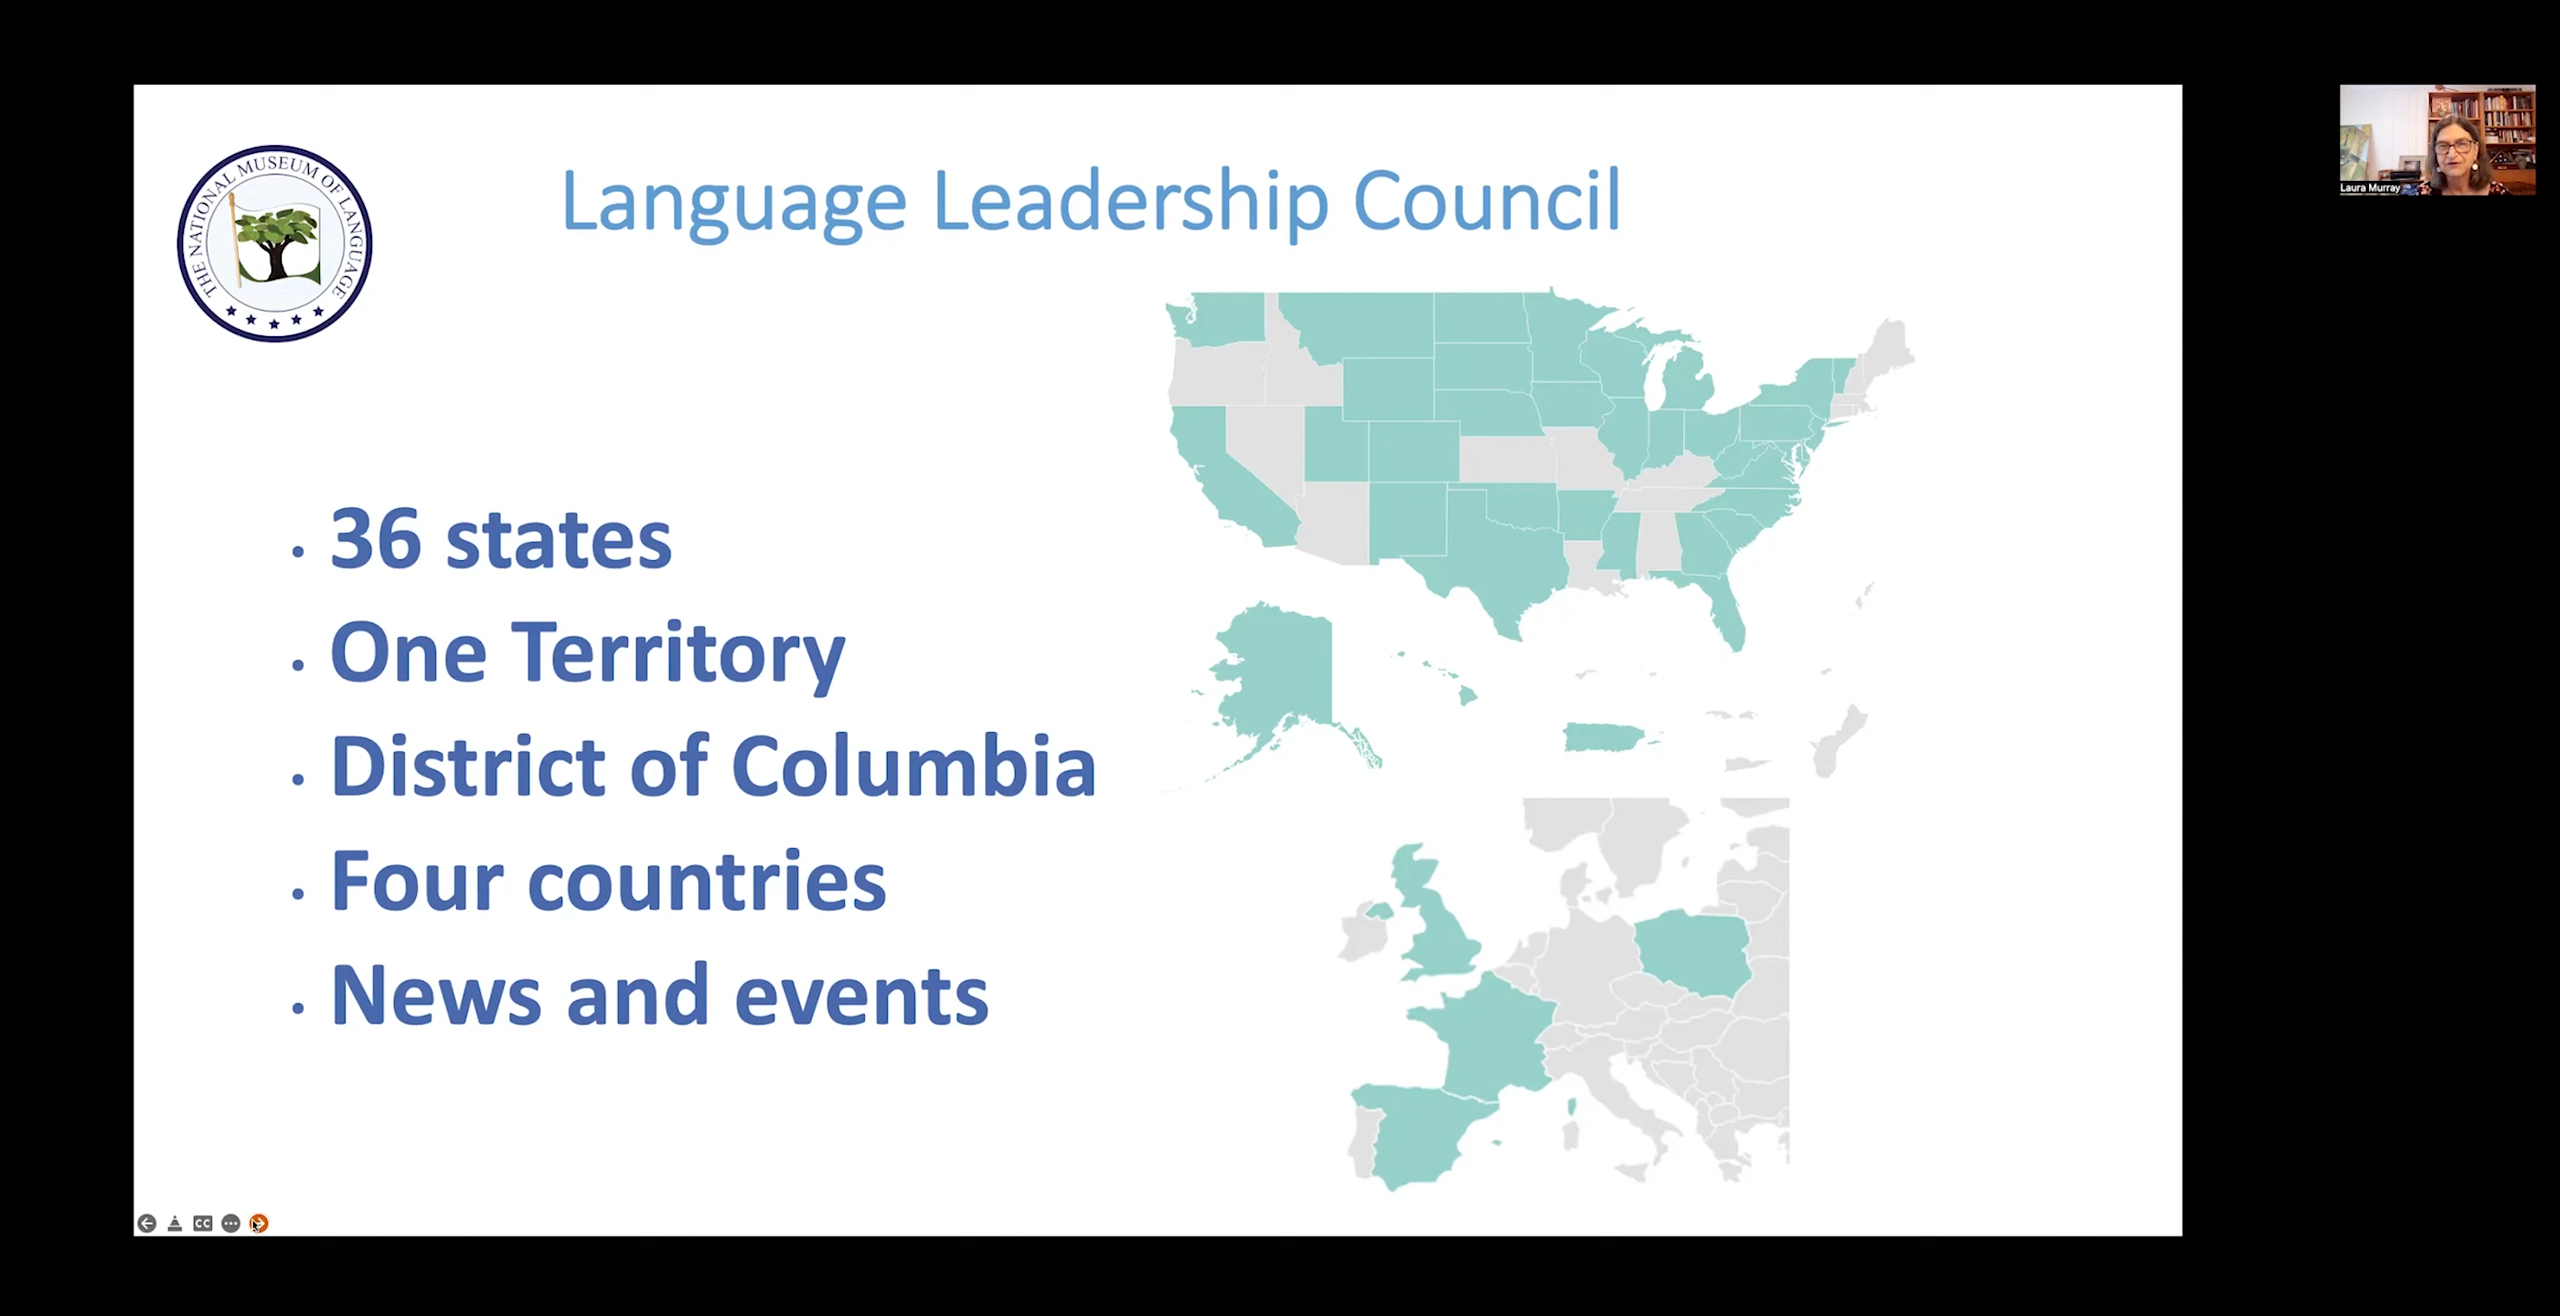 THE NATIONAL MUSEUM OF LANGUAGE
Language Leadership Council
Laura Murray
• 36 states
• One Territory
• District of Columbia
• Four countries
• News and events
CC